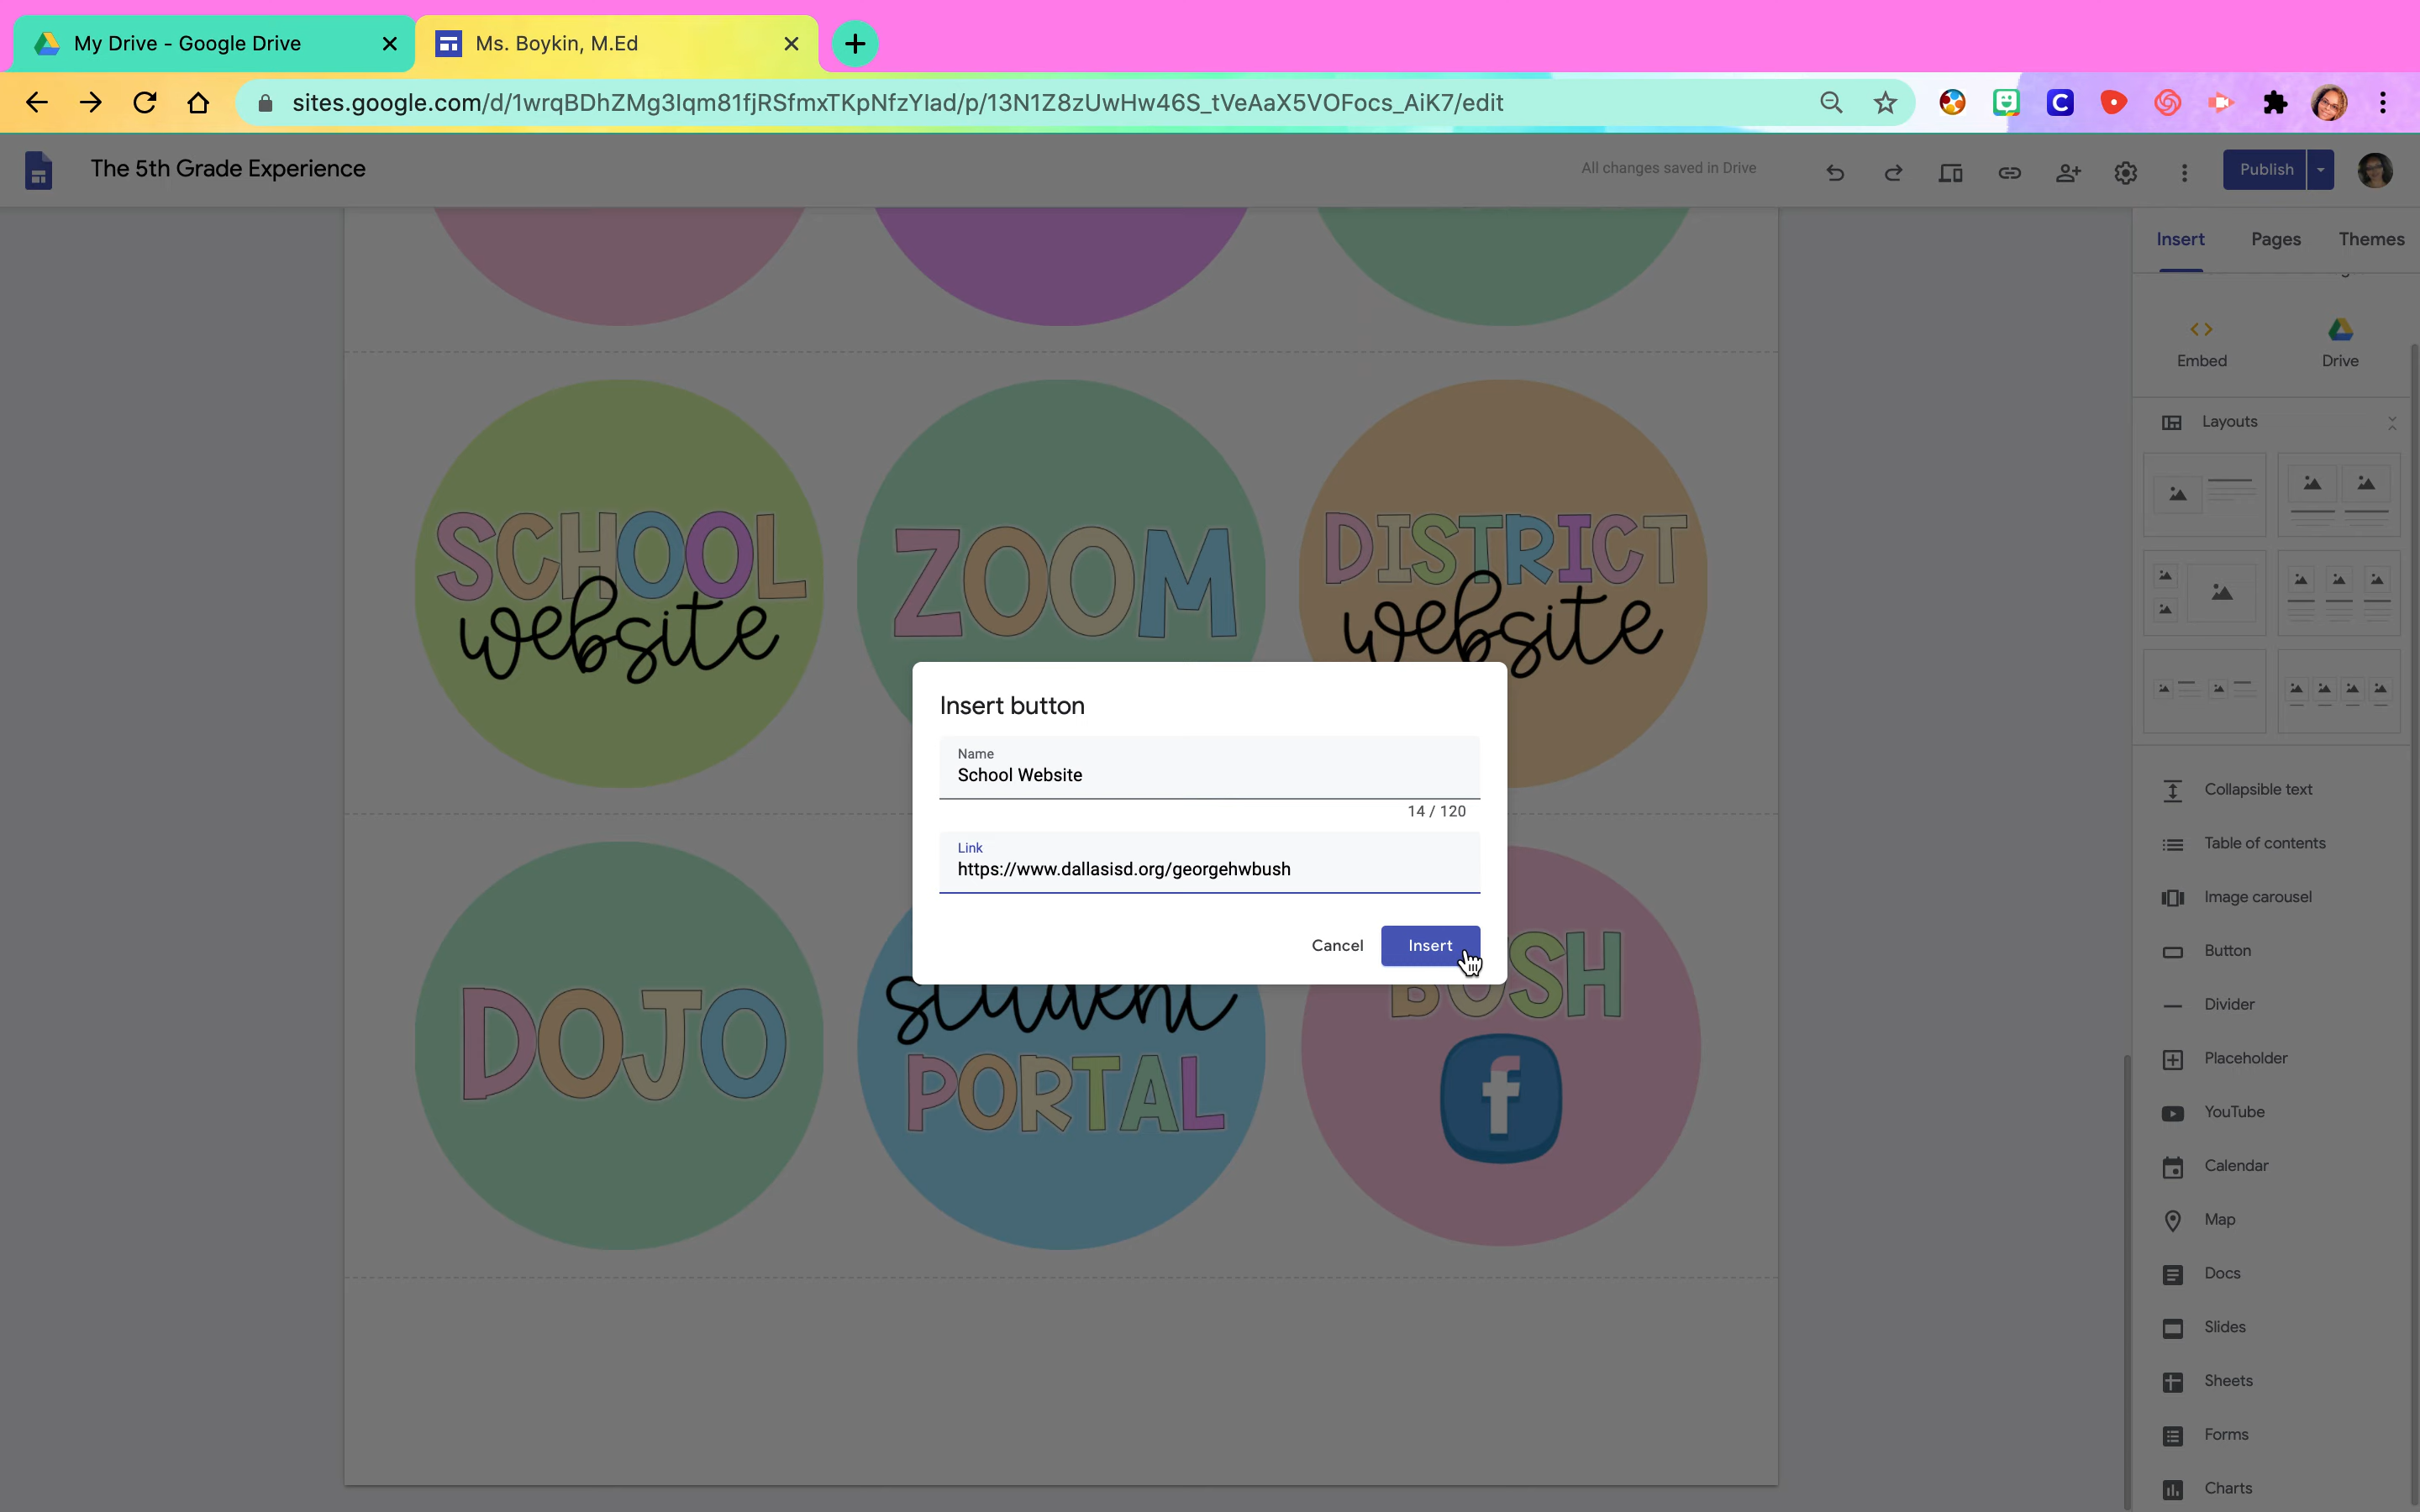 My Drive - Google Drive
Ms. Boykin, M.Ed
sites.google.com/d/1wrqBDhZMg3Iqm81fjRSfmxTKpNfzYIad/p/13N1Z8zUwHw46S_tVeAaX5VOFocs_AiK7/edit
The 5th Grade Experience
All changes saved in Drive
Publish
Insert
Pages
Themes
Embed
Drive
Layouts
SCHOOL
website
ZOOM
DISTRICT
website
Insert button
Name
School Website
14 / 120
Link
https://www.dallasisd.org/georgehwbush
Cancel
Insert
DOJO
student
PORTAL
BUSH
f
Collapsible text
Table of contents
Image carousel
Button
Divider
Placeholder
YouTube
Calendar
Map
Docs
Slides
Sheets
Forms
Charts